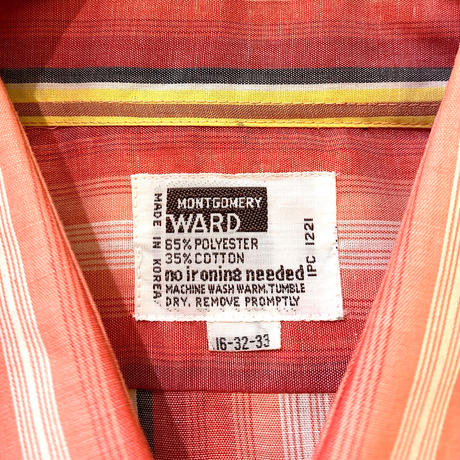 MONTGOMERY
WARD
65% POLYESTER
35% COTTON
no ironing needed
MACHINE WASH WARM. TUMBLE
DRY. REMOVE PROMPTLY
MADE IN KOREA
IPC 1221
16-32-33